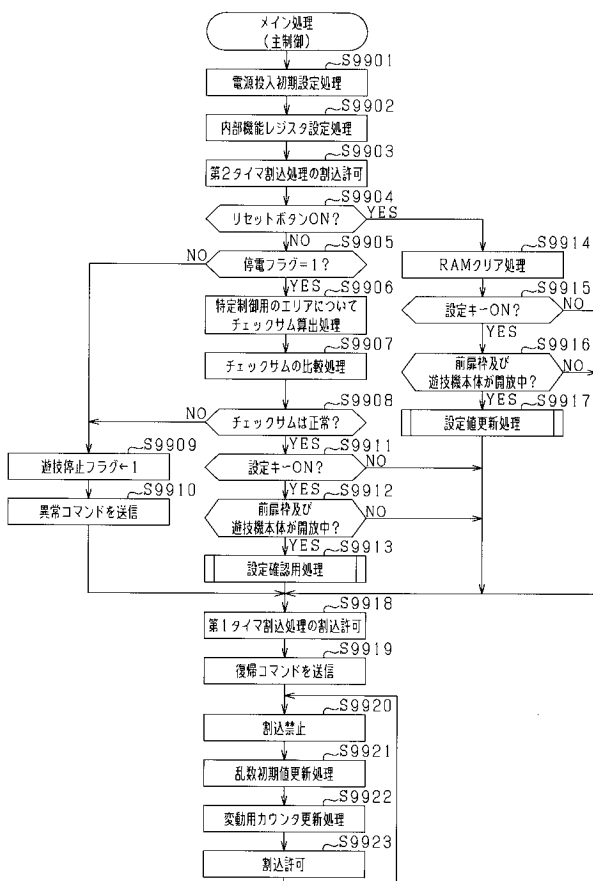 メイン処理
(主制御)
S9901
電源投入初期設定処理
S9902
内部機能レジスタ設定処理
S9903
第2タイマ割込処理の割込許可
S9904
リセットボタンON?
YES
NO
S9905
停電フラグ=1?
NO
YES
S9906
特定制御用のエリアについて
チェックサム算出処理
S9907
チェックサムの比較処理
S9908
チェックサムは正常?
NO
YES
S9909
遊技停止フラグ←1
S9910
異常コマンドを送信
S9911
設定キーON?
NO
YES
S9912
前扉枠及び
遊技機本体が開放中?
NO
YES
S9913
設定確認用処理
S9914
RAMクリア処理
S9915
設定キーON?
NO
YES
S9916
前扉枠及び
遊技機本体が開放中?
NO
YES
S9917
設定値更新処理
S9918
第1タイマ割込処理の割込許可
S9919
復帰コマンドを送信
S9920
割込禁止
S9921
乱数初期値更新処理
S9922
変動用カウンタ更新処理
S9923
割込許可